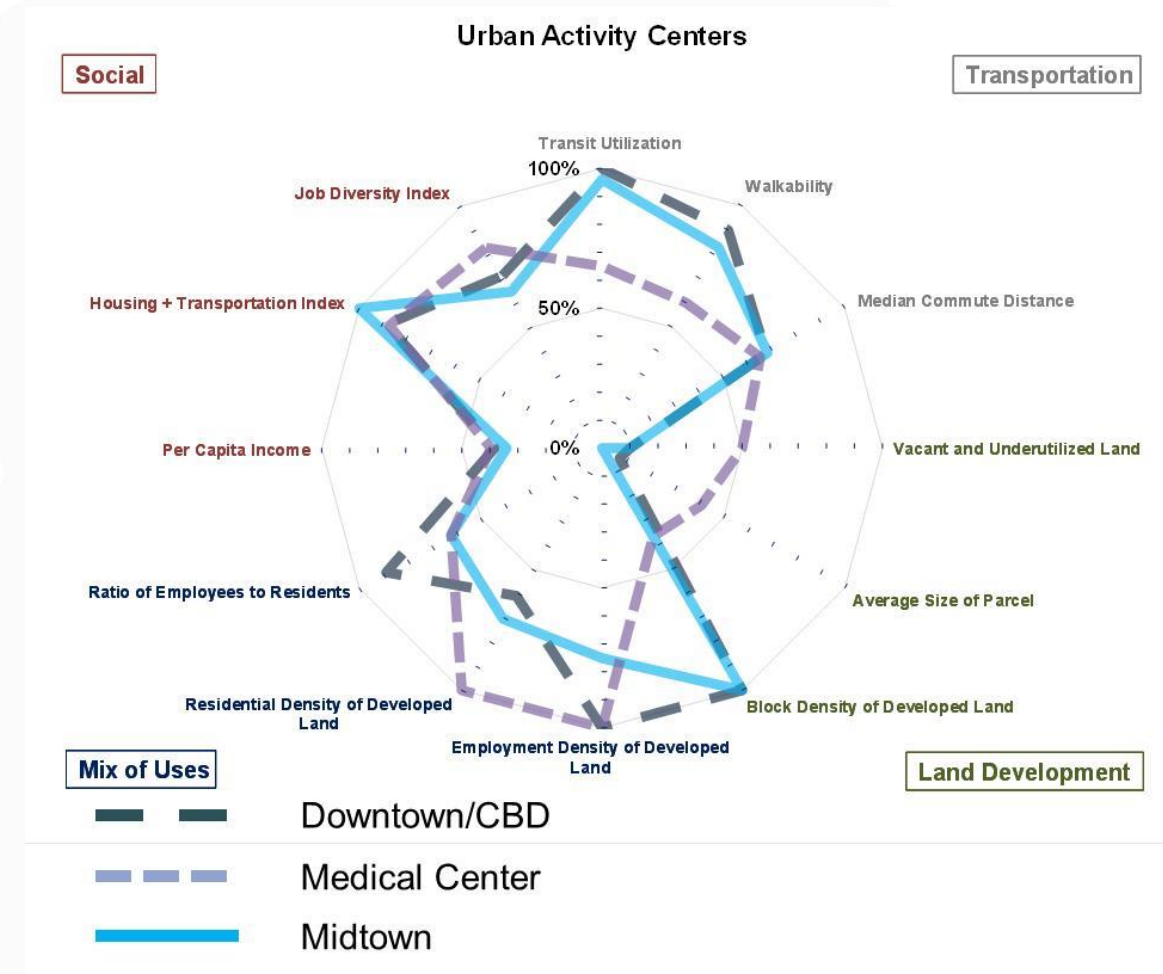 Urban Activity Centers
Social
Transportation
Transit Utilization
100%
Walkability
Job Diversity Index
Housing + Transportation Index
50%
Median Commute Distance
Per Capita Income
0%
Vacant and Underutilized Land
Ratio of Employees to Residents
Average Size of Parcel
Residential Density of Developed
Land
Block Density of Developed Land
Employment Density of Developed
Land
Mix of Uses
Land Development
Downtown/CBD
Medical Center
Midtown